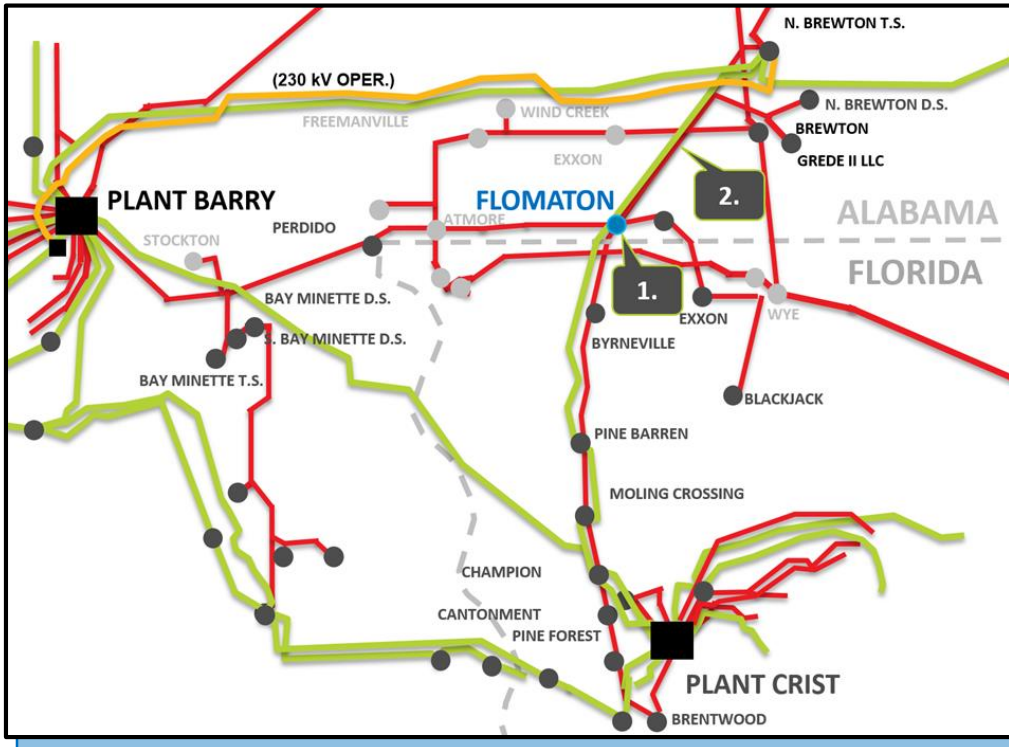 N. BREWTON T.S.
(230 kV OPER.)
N. BREWTON D.S.
FREEMANVILLE
WIND CREEK
BREWTON
EXXON
GREDE II LLC
PLANT BARRY
FLOMATON
2.
ATMORE
ALABAMA
PERDIDO
STOCKTON
FLORIDA
1.
BAY MINETTE D.S.
EXXON
WYE
S. BAY MINETTE D.S.
BYRNEVILLE
BAY MINETTE T.S.
BLACKJACK
PINE BARREN
MOLING CROSSING
CHAMPION
CANTONMENT
PINE FOREST
PLANT CRIST
BRENTWOOD